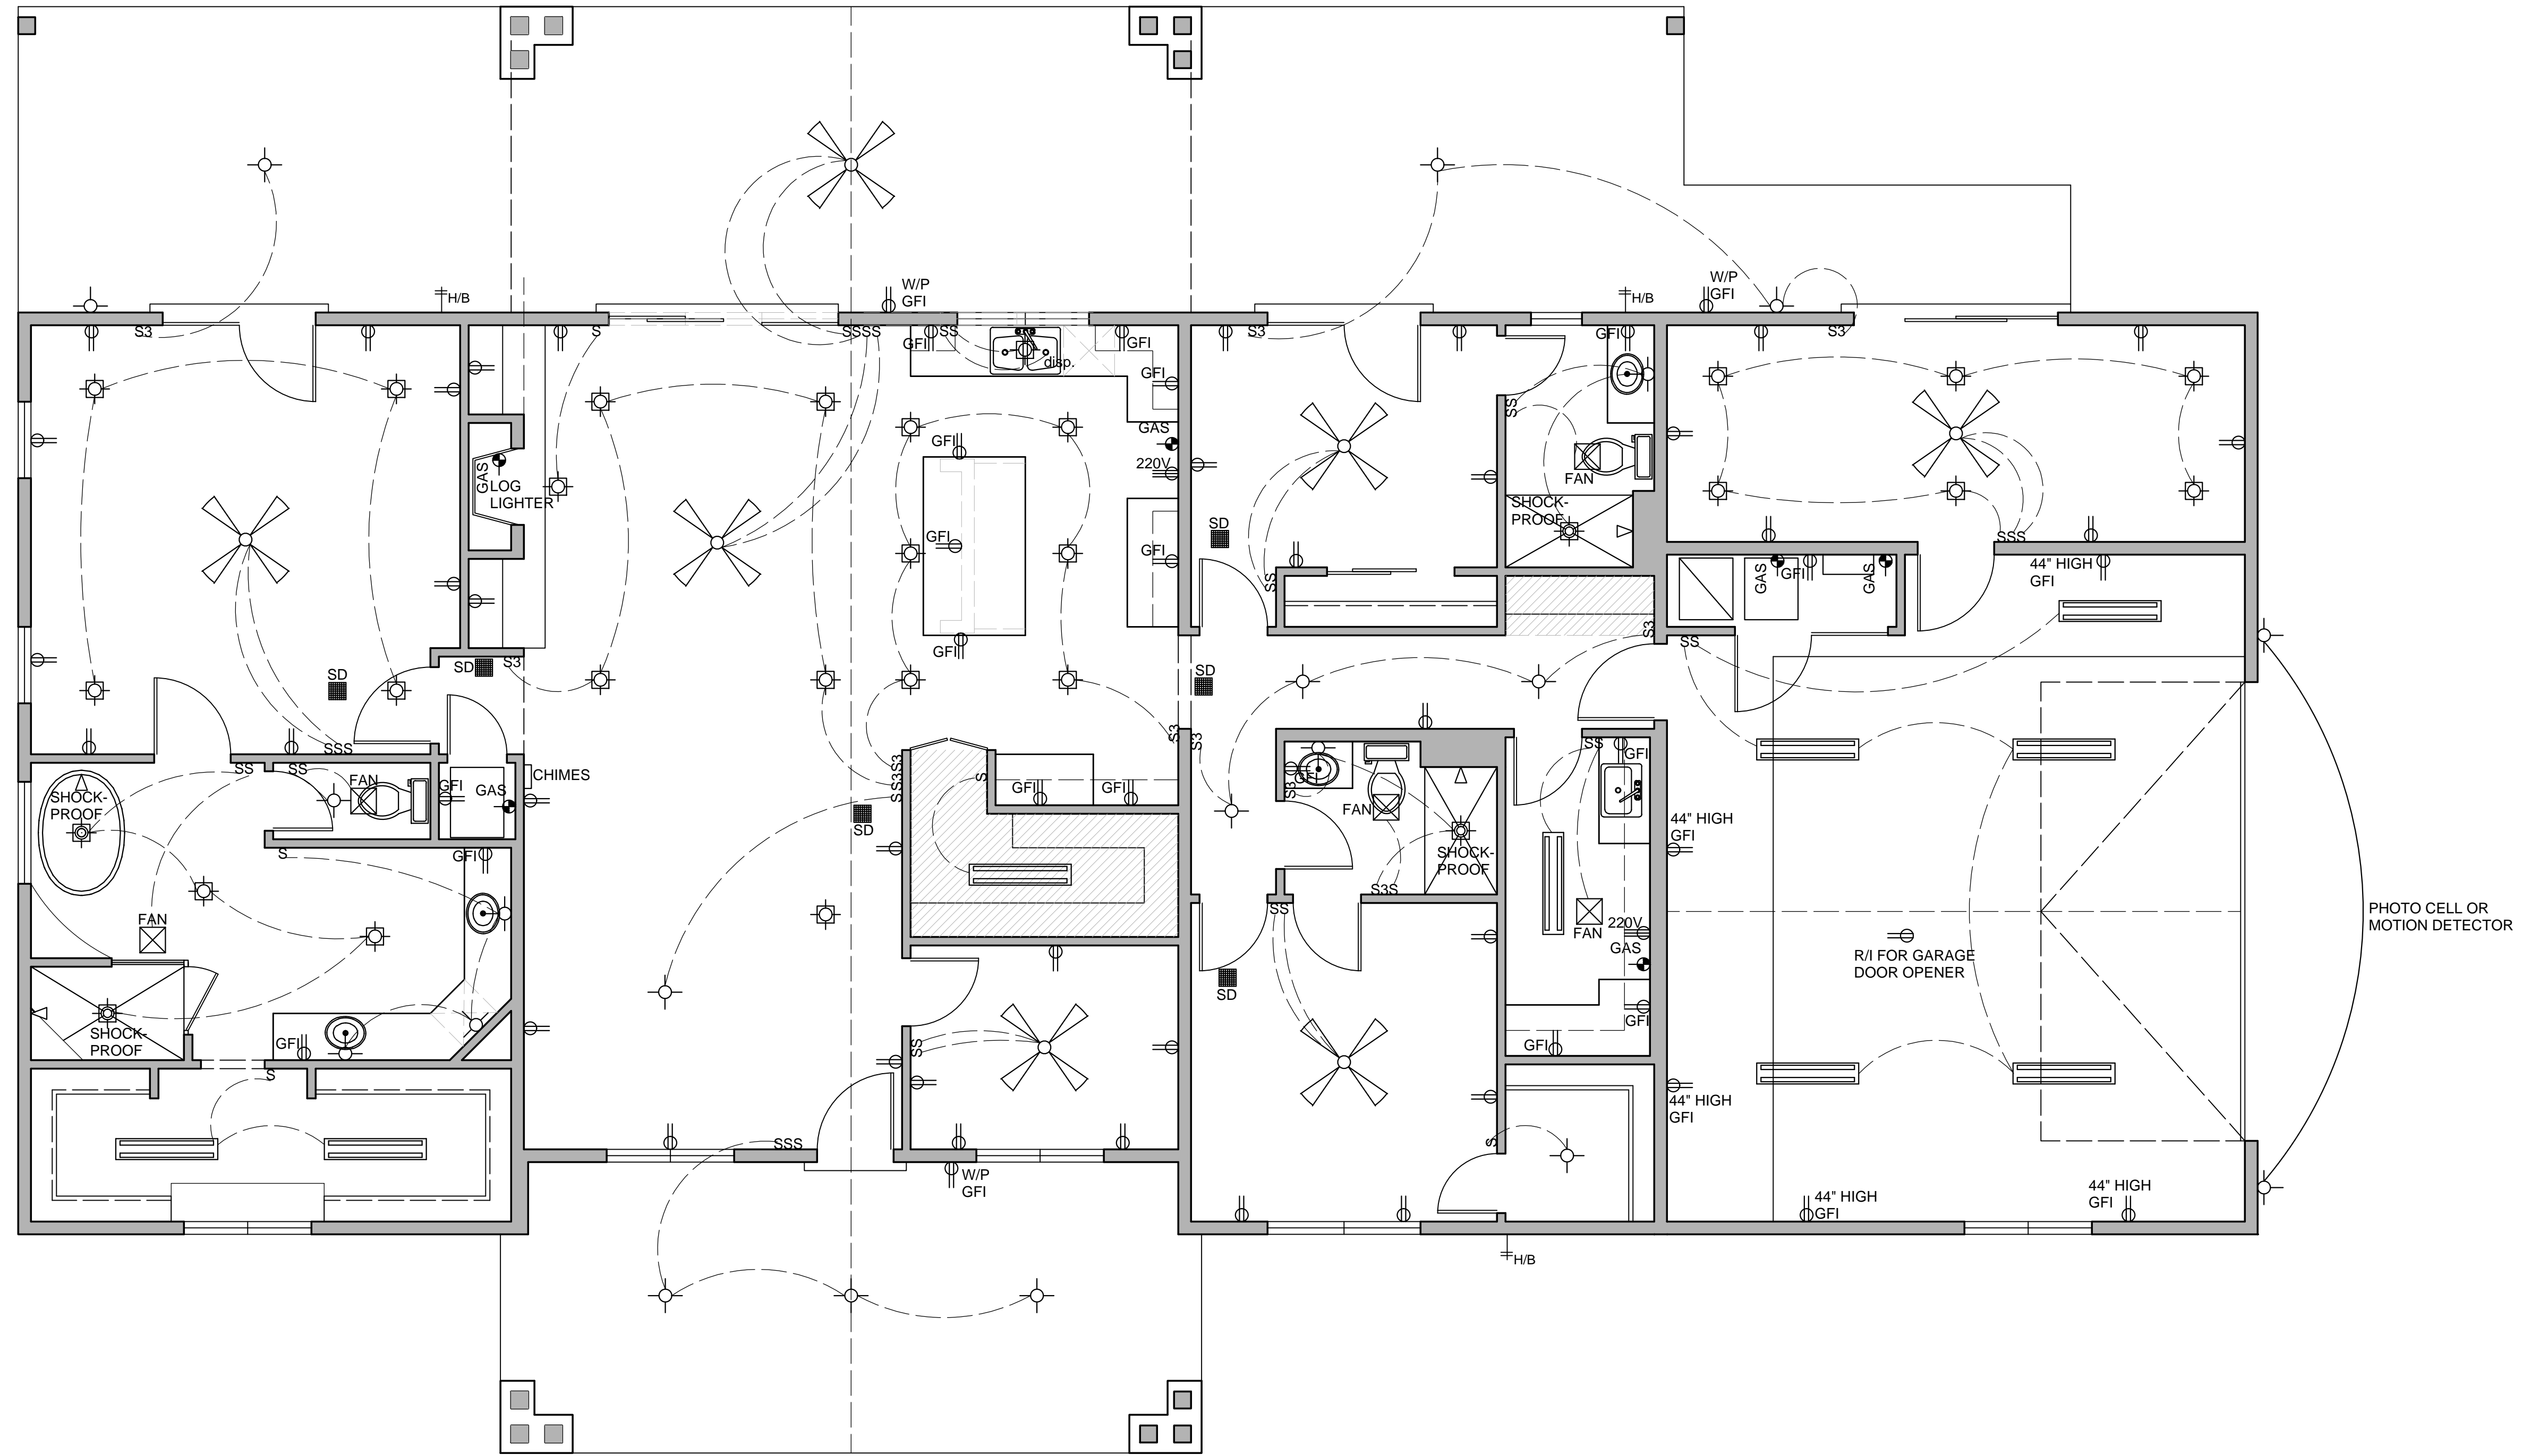 W/P
GFI
W/P
GFI
H/B
H/B
S3
S
SSSS
SS
GFI
disp.
GFI
S3
GFI
S3
GFI
GAS
220V
GFI
GAS
LOG
LIGHTER
GFI
GFI
GFI
SS
FAN
SHOCK-
PROOF
SD
SS
SSS
GAS
GFI
GAS
44" HIGH
GFI
S3
SS
SD
SD
S3
SD
SSS
S3
S3
SS
GFI
SS
SS
FAN
GFI
GAS
CHIMES
SHOCK-
PROOF
S3
S3
S
S
GFI
GFI
SD
GFI
S3
FAN
SHOCK-
PROOF
S3S
44" HIGH
GFI
S
GFI
FAN
SS
220V
FAN
GAS
PHOTO CELL OR
MOTION DETECTOR
R/I FOR GARAGE
DOOR OPENER
SD
GFI
GFI
SHOCK-
PROOF
GFI
SS
S
44" HIGH
GFI
SSS
S
W/P
GFI
44" HIGH
GFI
44" HIGH
GFI
H/B